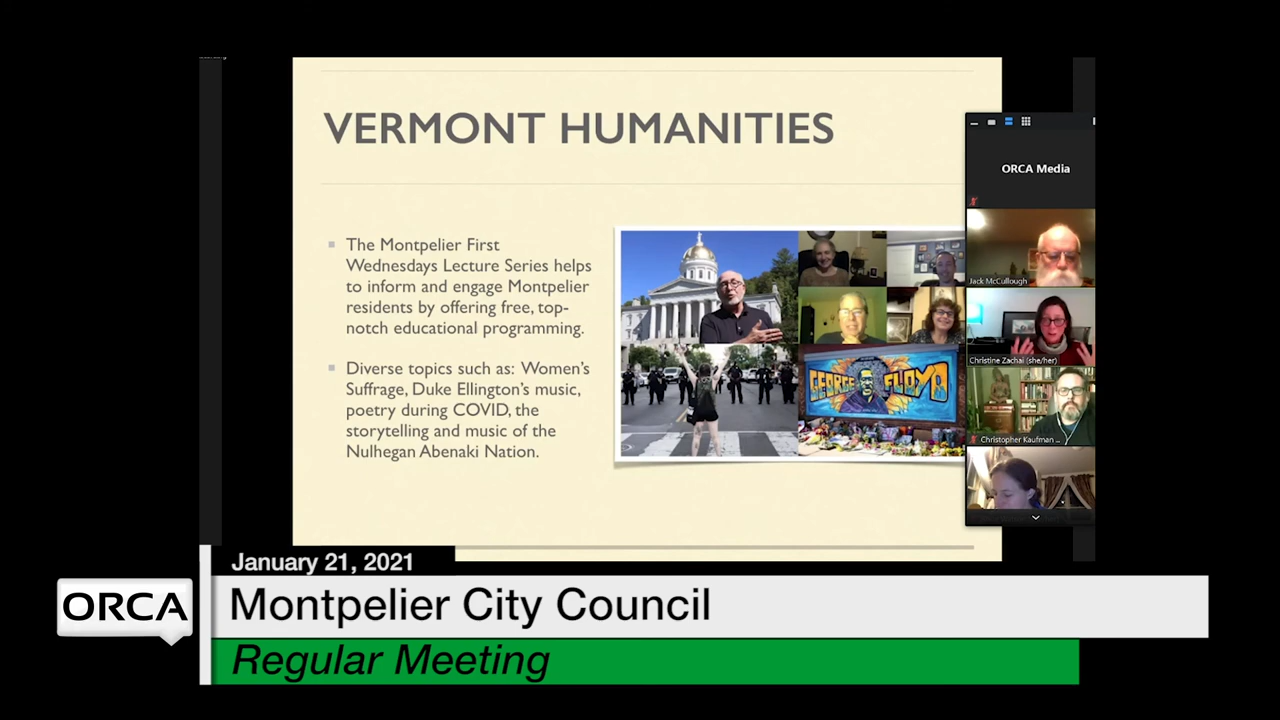 VERMONT HUMANITIES
The Montpelier First
Wednesdays Lecture Series helps
to inform and engage Montpelier
residents by offering free, top-
notch educational programming.
Diverse topics such as: Women's
Suffrage, Duke Ellington's music,
poetry during COVID, the
storytelling and music of the
Nulhegan Abenaki Nation.
GEORGE FLOYD
ORCA Media
Jack McCullough
Christine Zachai (she/her)
Christopher Kaufman ...
January 21, 2021
ORCA
Montpelier City Council
Regular Meeting